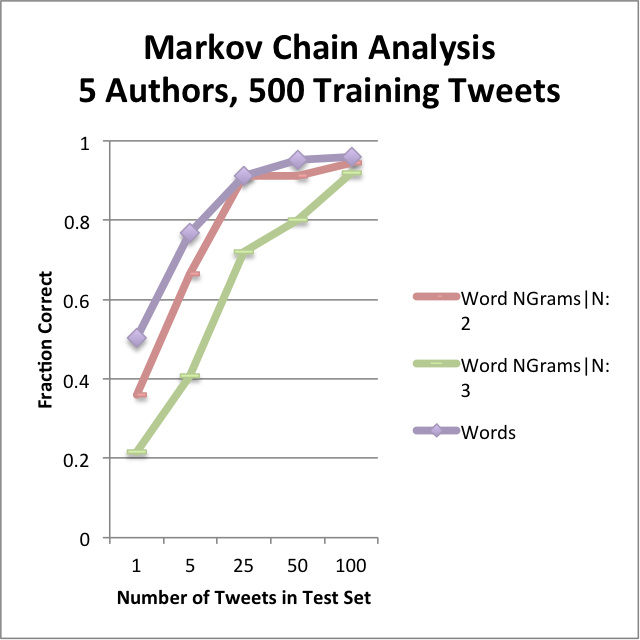 Markov Chain Analysis
5 Authors, 500 Training Tweets
Fraction Correct
1
0.8
0.6
0.4
0.2
0
1 5 25 50 100
Number of Tweets in Test Set
Word NGrams|N:
2
Word NGrams|N:
3
Words